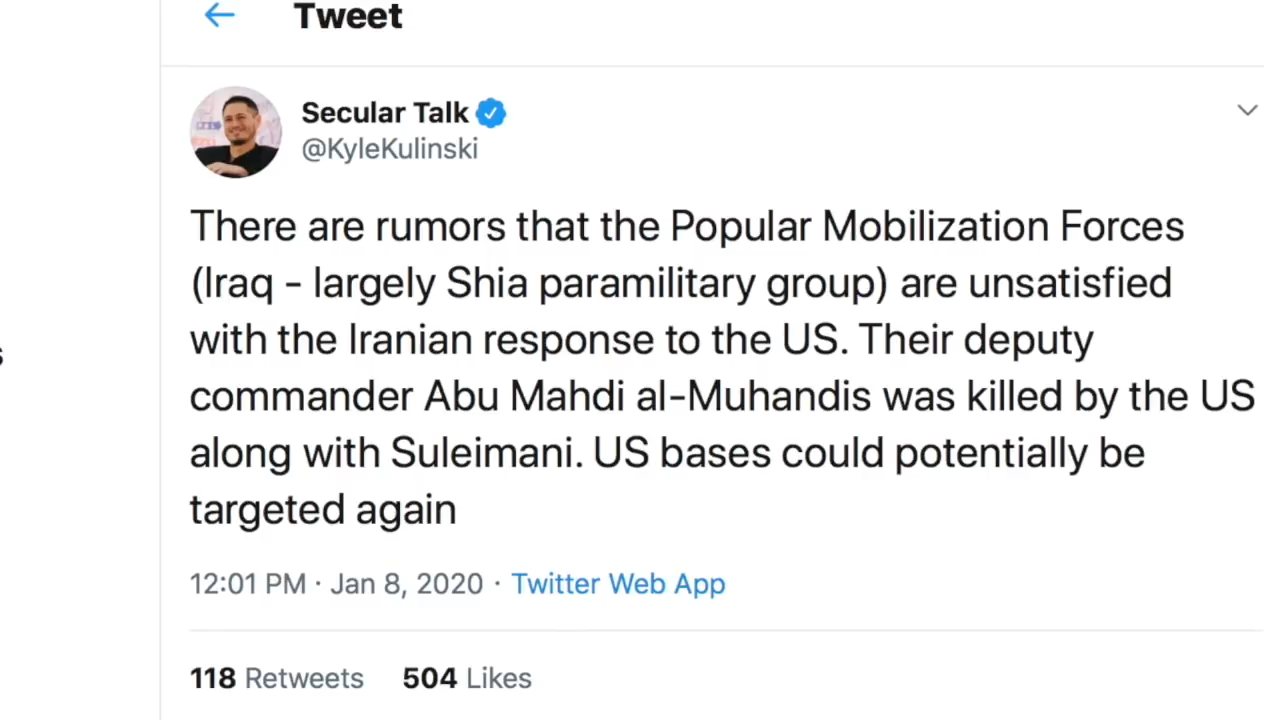 Tweet
Secular Talk
@KyleKulinski
There are rumors that the Popular Mobilization Forces
(Iraq - largely Shia paramilitary group) are unsatisfied
with the Iranian response to the US. Their deputy
commander Abu Mahdi al-Muhandis was killed by the US
along with Suleimani. US bases could potentially be
targeted again
12:01 PM · Jan 8, 2020 · Twitter Web App
118 Retweets 504 Likes